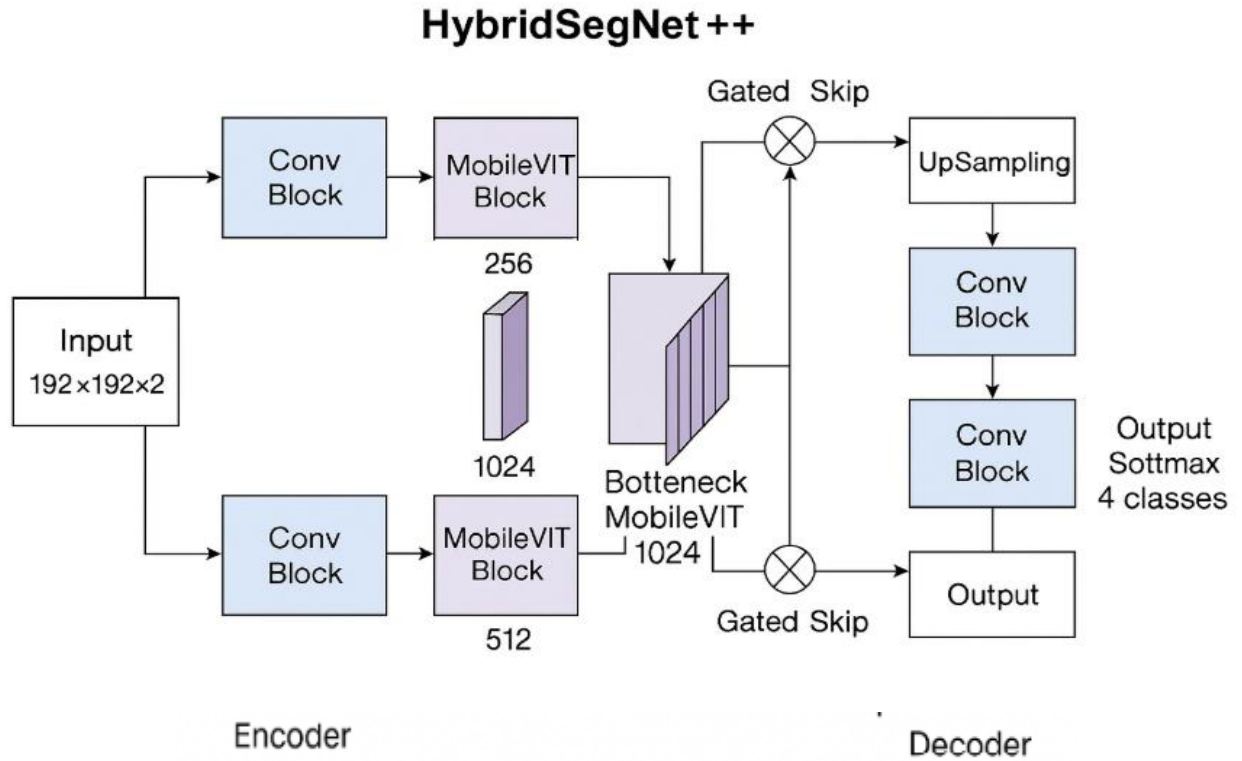 HybridSegNet ++
Gated Skip
Conv
Block
MobileVIT
Block
256
UpSampling
Input
192×192×2
1024
Conv
Block
Conv
Block
Output
Sottmax
4 classes
Botteneck
MobileVIT
1024
Conv
Block
MobileVIT
Block
512
Gated Skip
Output
Encoder
Decoder